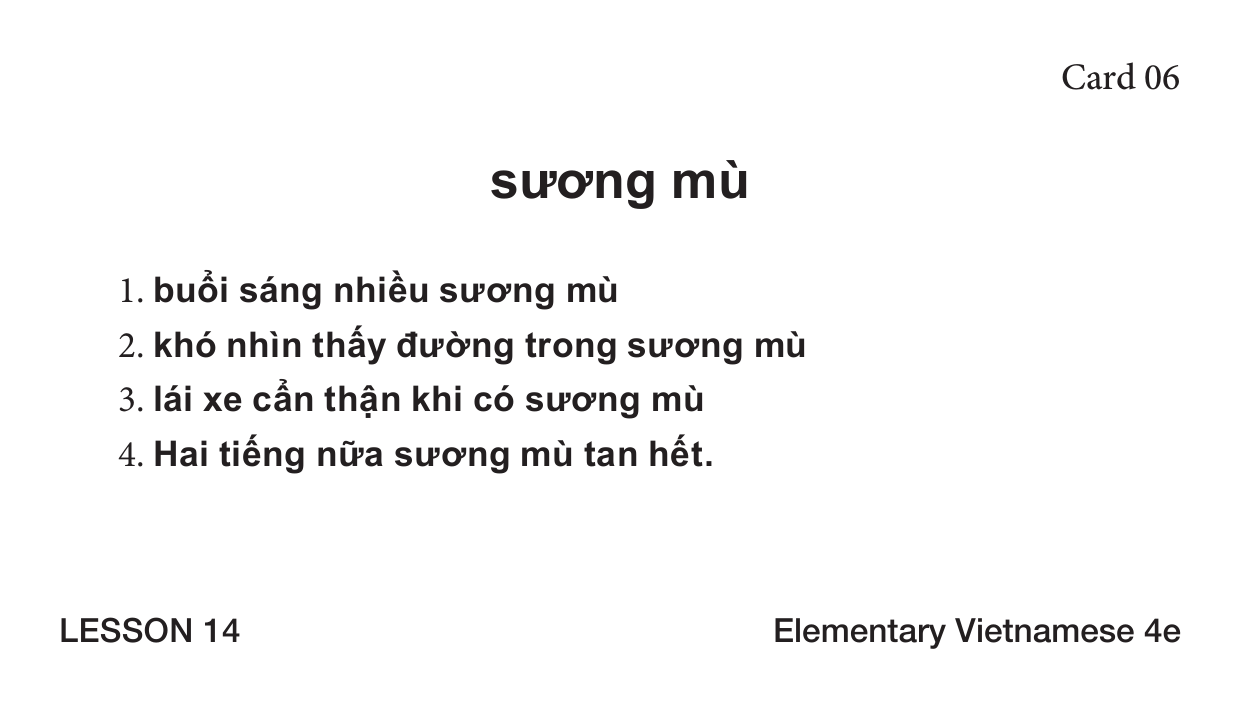 Card 06
sương mù
1. buổi sáng nhiều sương mù
2. khó nhìn thấy đường trong sương mù
3. lái xe cẩn thận khi có sương mù
4. Hai tiếng nữa sương mù tan hết.
LESSON 14 Elementary Vietnamese 4e